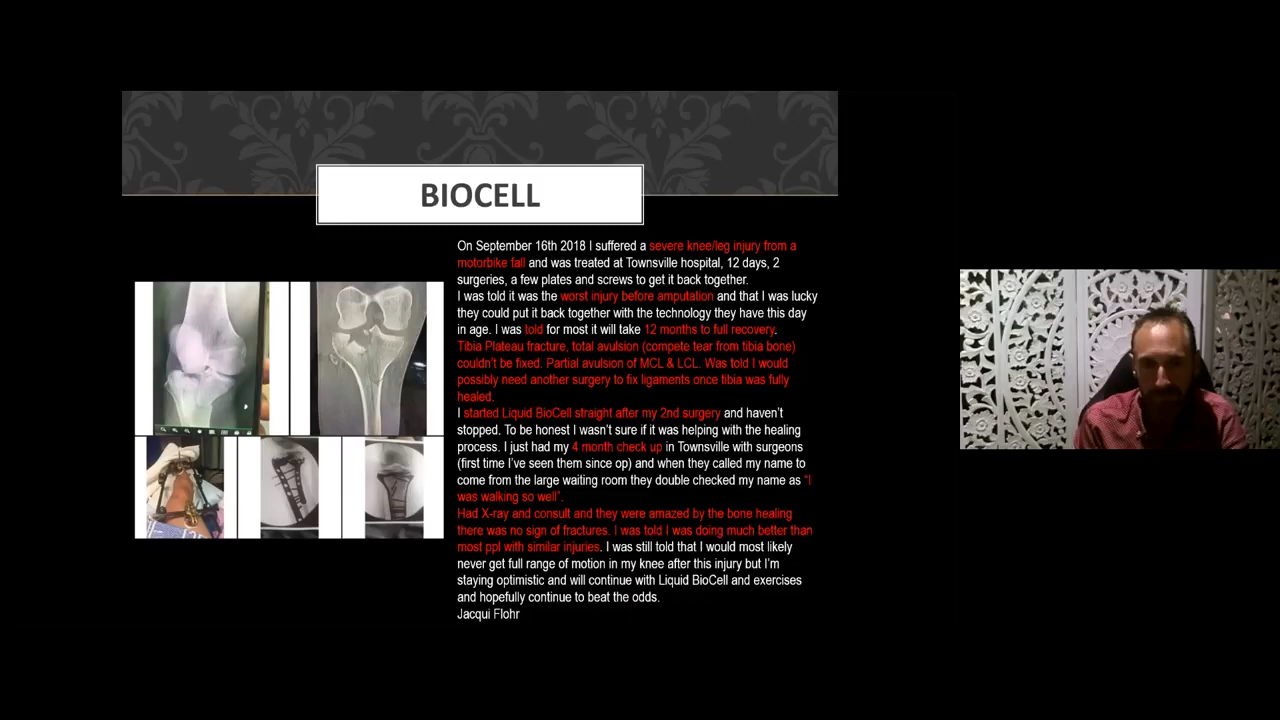 BIOCELL
On September 16th 2018 I suffered a severe knee/leg injury from a
motorbike fall and was treated at Townsville hospital, 12 days, 2
surgeries, a few plates and screws to get it back together.
I was told it was the worst injury before amputation and that I was lucky
they could put it back together with the technology they have this day
in age. I was told for most it will take 12 months to full recovery.
Tibia Plateau fracture, total avulsion (compete tear from tibia bone)
couldn't be fixed. Partial avulsion of MCL & LCL. Was told I would
possibly need another surgery to fix ligaments once tibia was fully
healed.
I started Liquid BioCell straight after my 2nd surgery and haven't
stopped. To be honest I wasn't sure if it was helping with the healing
process. I just had my 4 month check up in Townsville with surgeons
(first time I've seen them since op) and when they called my name to
come from the large waiting room they double checked my name as "I
was walking so well".
Had X-ray and consult and they were amazed by the bone healing
there was no sign of fractures. I was told I was doing much better than
most ppl with similar injuries. I was still told that I would most likely
never get full range of motion in my knee after this injury but I'm
staying optimistic and will continue with Liquid BioCell and exercises
and hopefully continue to beat the odds.
Jacqui Flohr